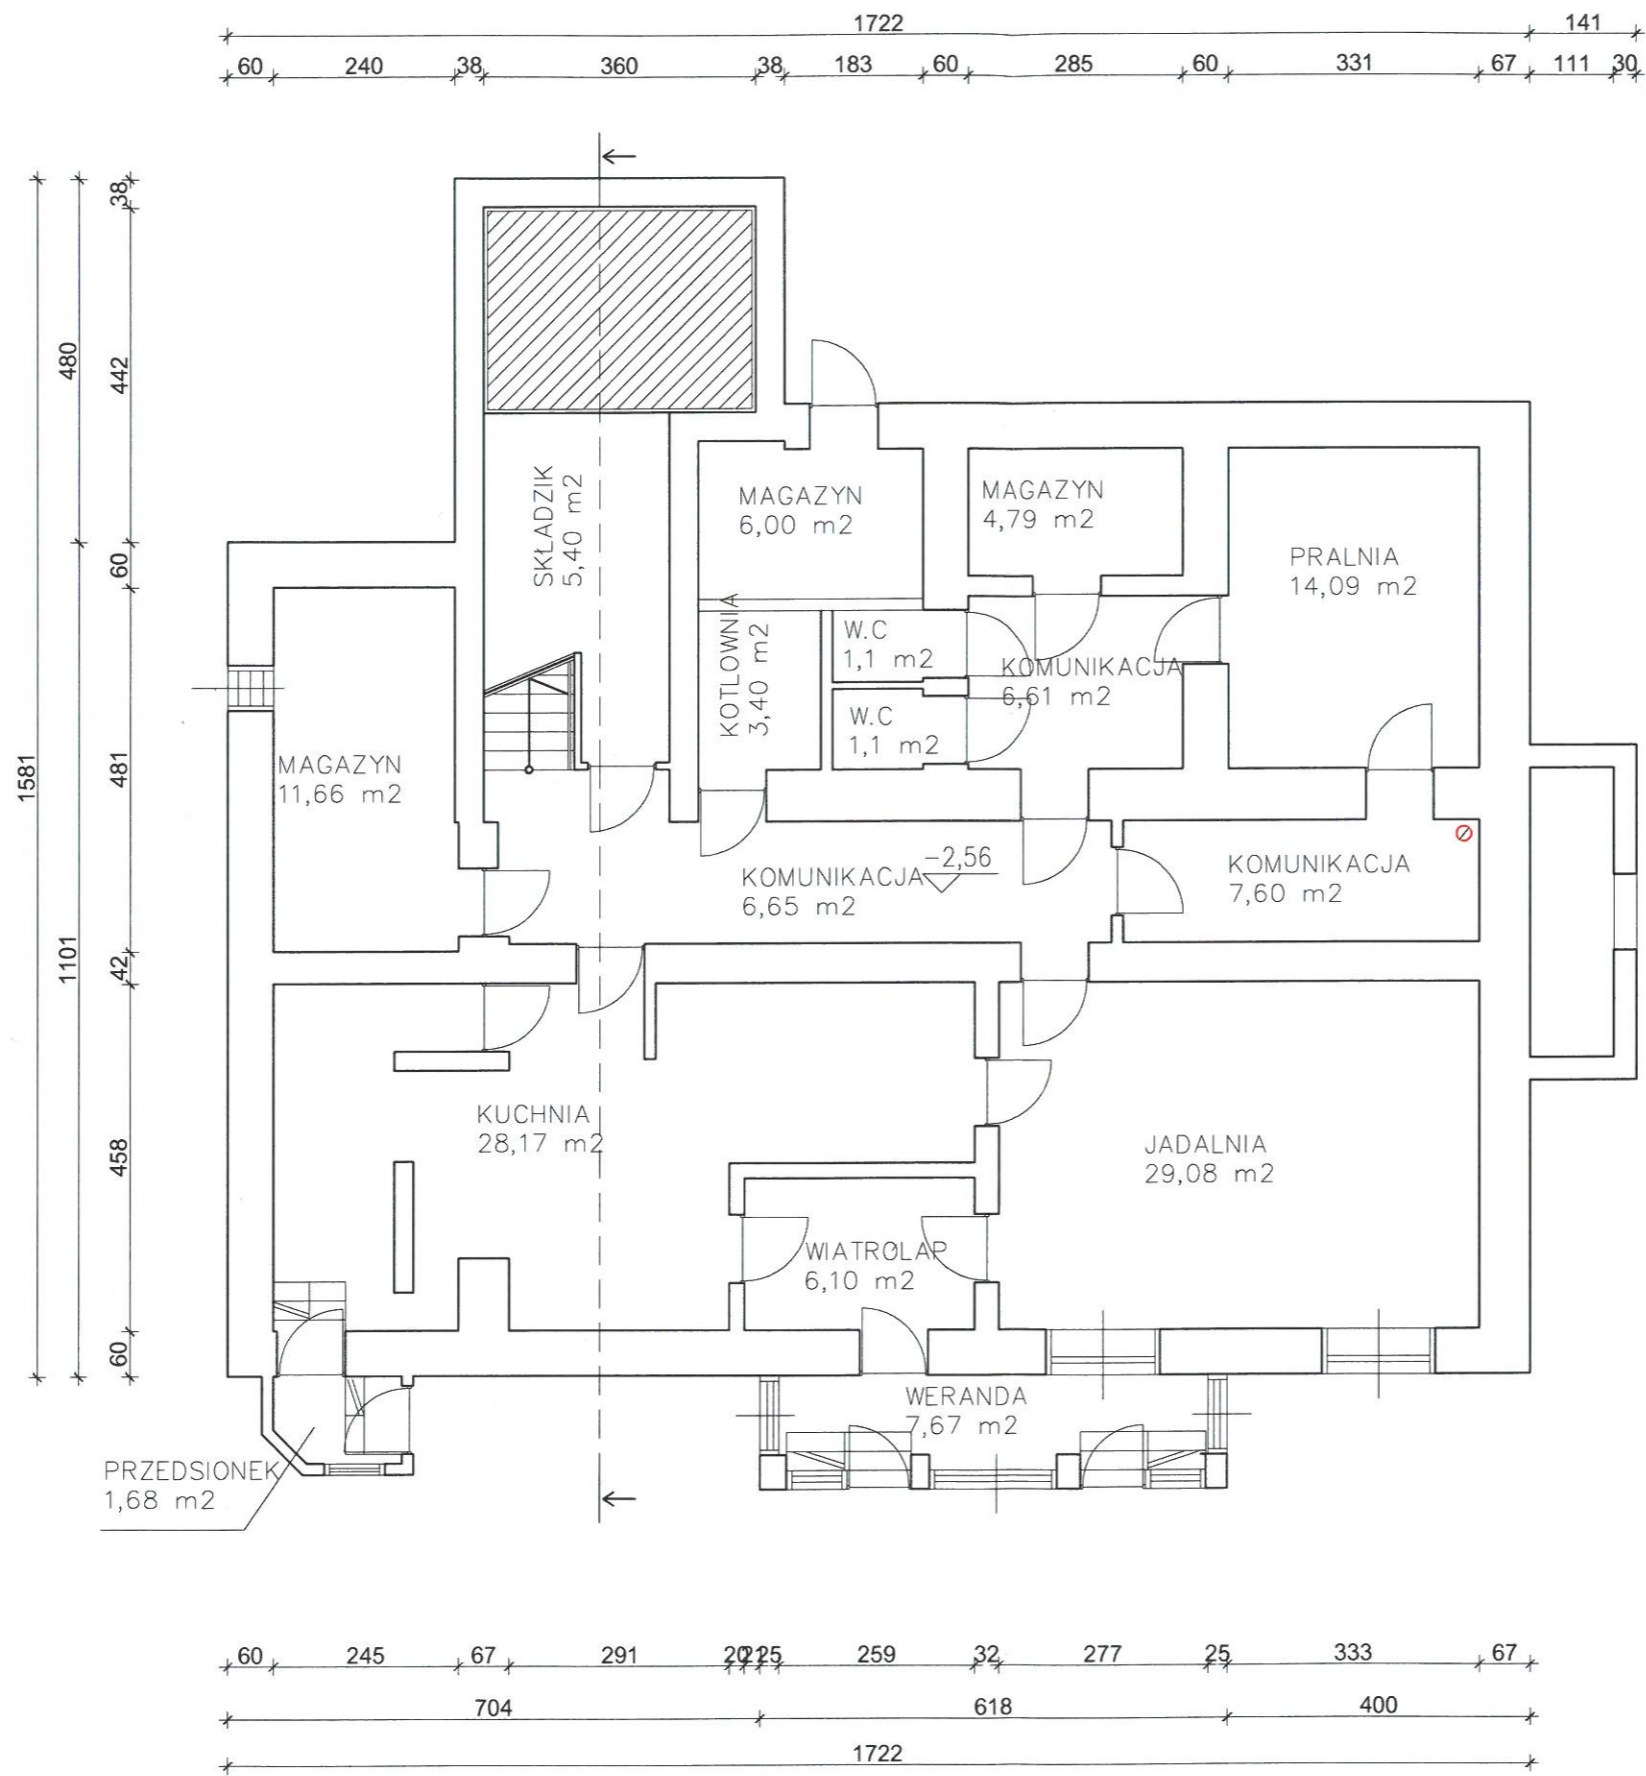 1722
141
60
240
38
360
38
183
60
285
60
331
67
111
30
38
442
480
60
481
1581
1101
42
458
60
SKŁADZIK
5,40 m2
MAGAZYN
6,00 m2
MAGAZYN
4,79 m2
PRALNIA
14,09 m2
KOTLOWNIA
3,40 m2
W.C
1,1 m2
KOMUNIKACJA
6,61 m2
W.C
1,1 m2
MAGAZYN
11,66 m2
-2,56
KOMUNIKACJA
6,65 m2
KOMUNIKACJA
7,60 m2
KUCHNIA
28,17 m2
JADALNIA
29,08 m2
WIATROLAP
6,10 m2
WERANDA
7,67 m2
PRZEDSIONEK
1,68 m2
60
245
67
291
20
21
25
259
32
277
25
333
67
704
618
400
1722